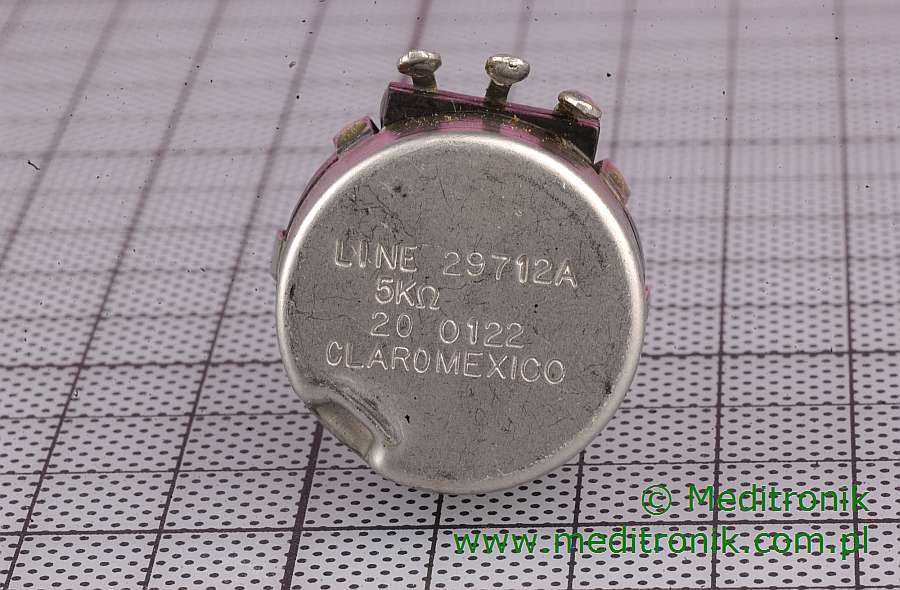 LINE 29712A
5KΩ
20 0122
CLAROMEXICO
© Meditronik
www.meditronik.com.pl